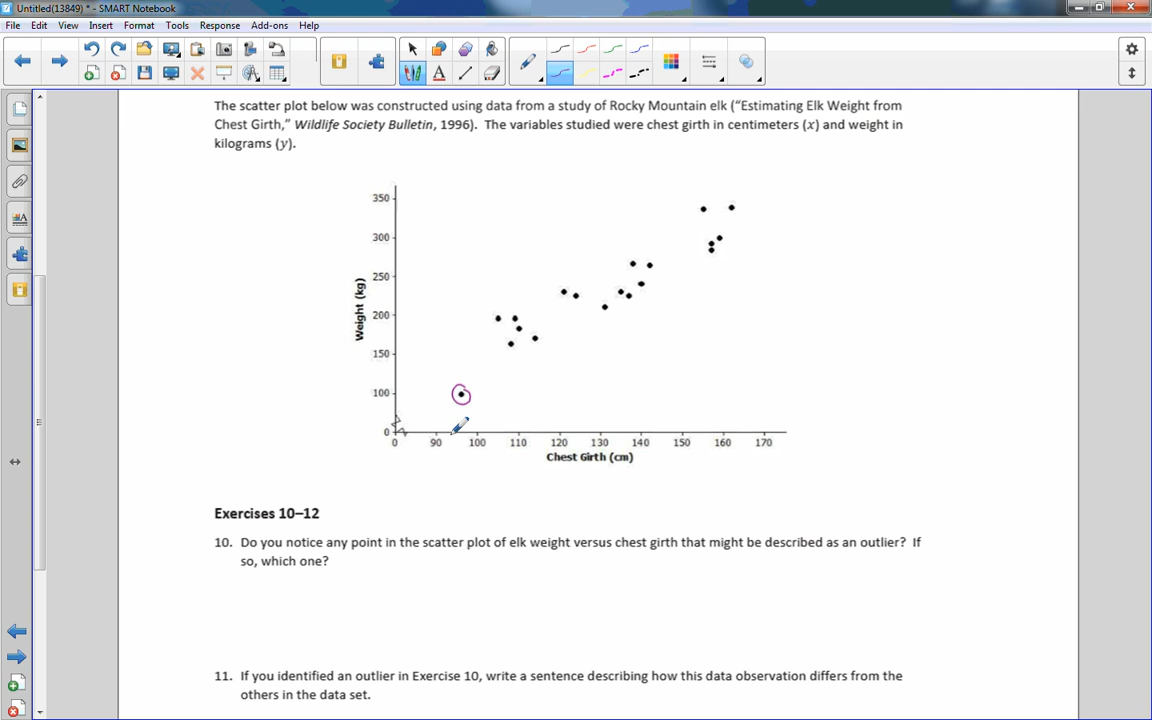 Untitled(13849) * - SMART Notebook
File Edit View Insert Format Tools Response Add-ons Help
The scatter plot below was constructed using data from a study of Rocky Mountain elk (“Estimating Elk Weight from
Chest Girth,” Wildlife Society Bulletin, 1996).  The variables studied were chest girth in centimeters (x) and weight in
kilograms (y).
350
300
250
200
150
100
0
Weight (kg)
0 90 100 110 120 130 140 150 160 170
Chest Girth (cm)
Exercises 10–12
10. Do you notice any point in the scatter plot of elk weight versus chest girth that might be described as an outlier?  If
so, which one?
11. If you identified an outlier in Exercise 10, write a sentence describing how this data observation differs from the
others in the data set.